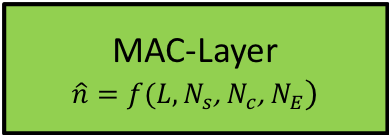 MAC-Layer
n̂ = f(L, N_s, N_c, N_E)